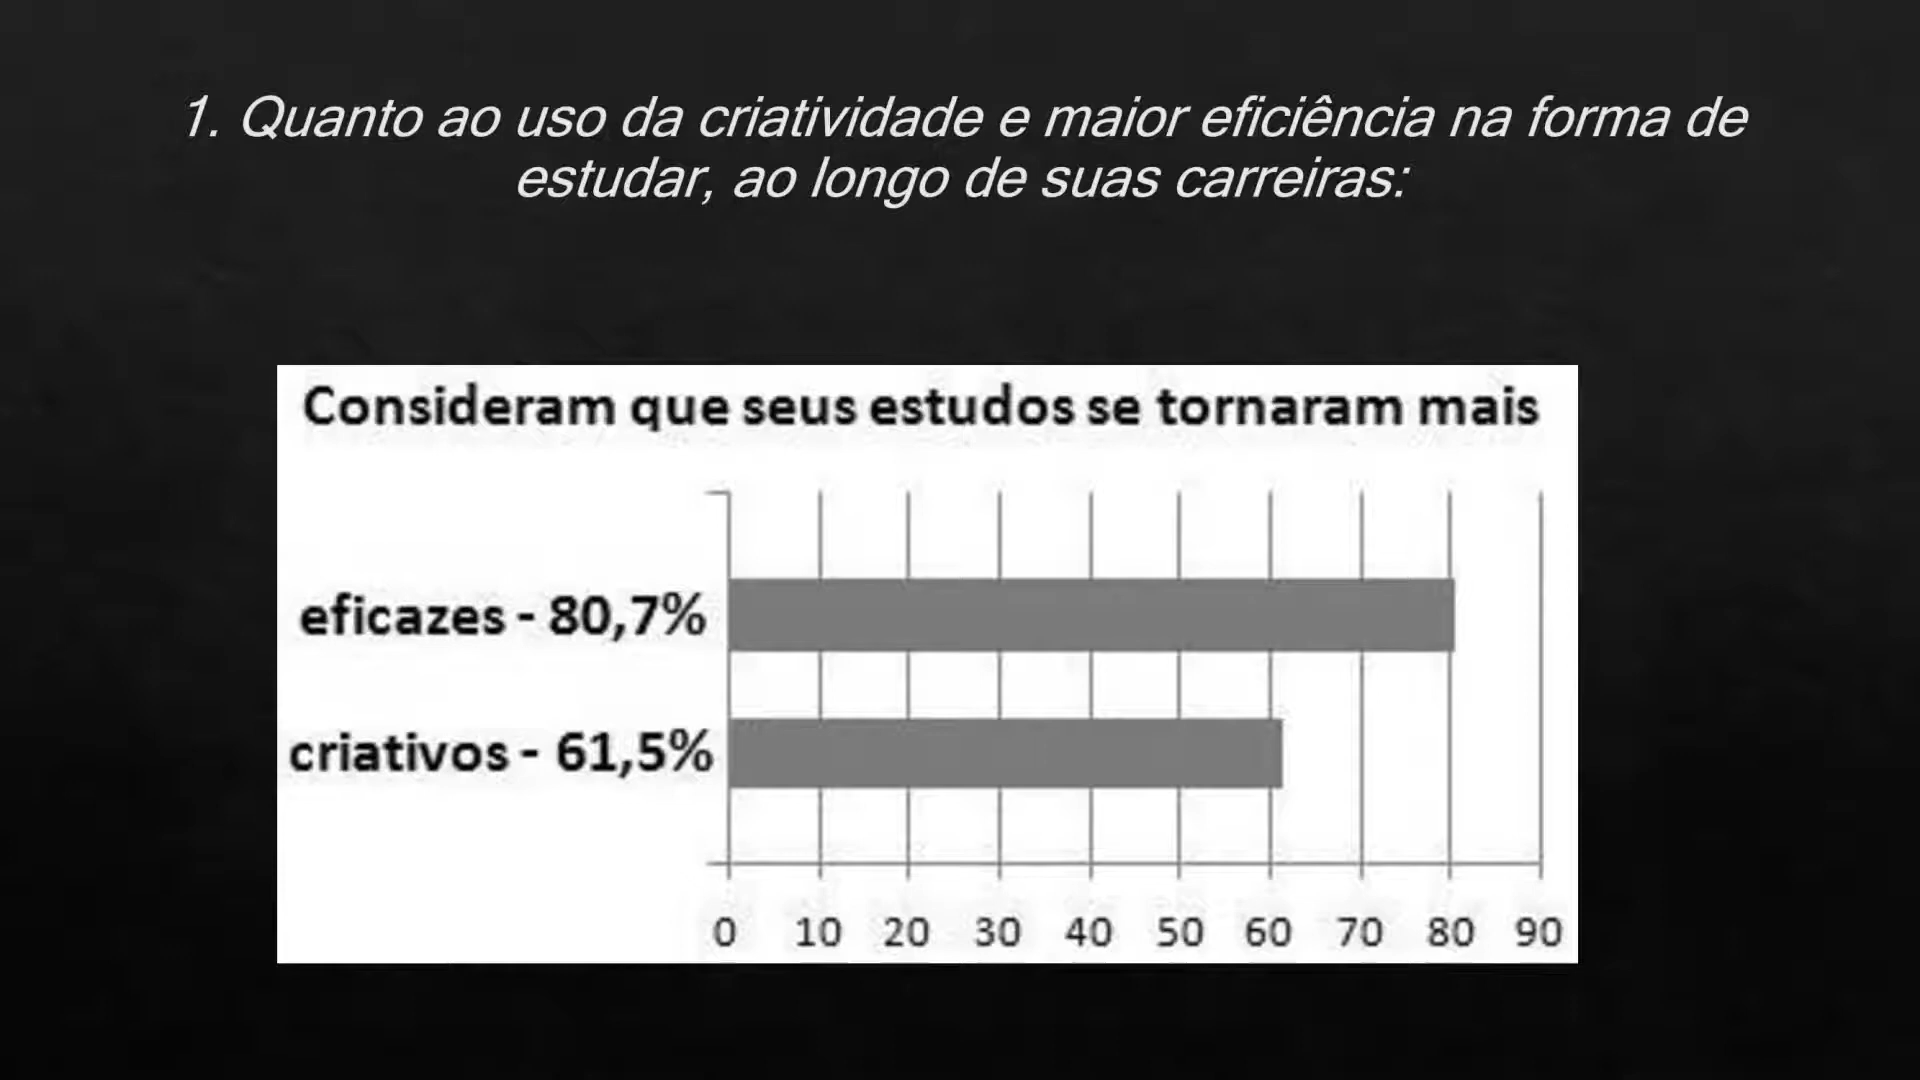 1. Quanto ao uso da criatividade e maior eficiência na forma de
estudar, ao longo de suas carreiras:
Consideram que seus estudos se tornaram mais
eficazes - 80,7%
criativos - 61,5%
0 10 20 30 40 50 60 70 80 90